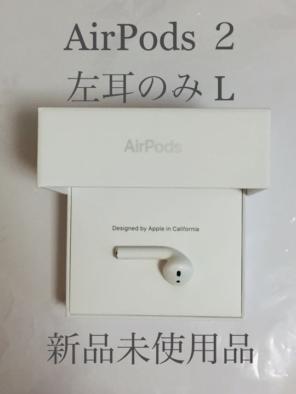 AirPods 2
左耳のみ L
AirPods
Designed by Apple in California
新品未使用品